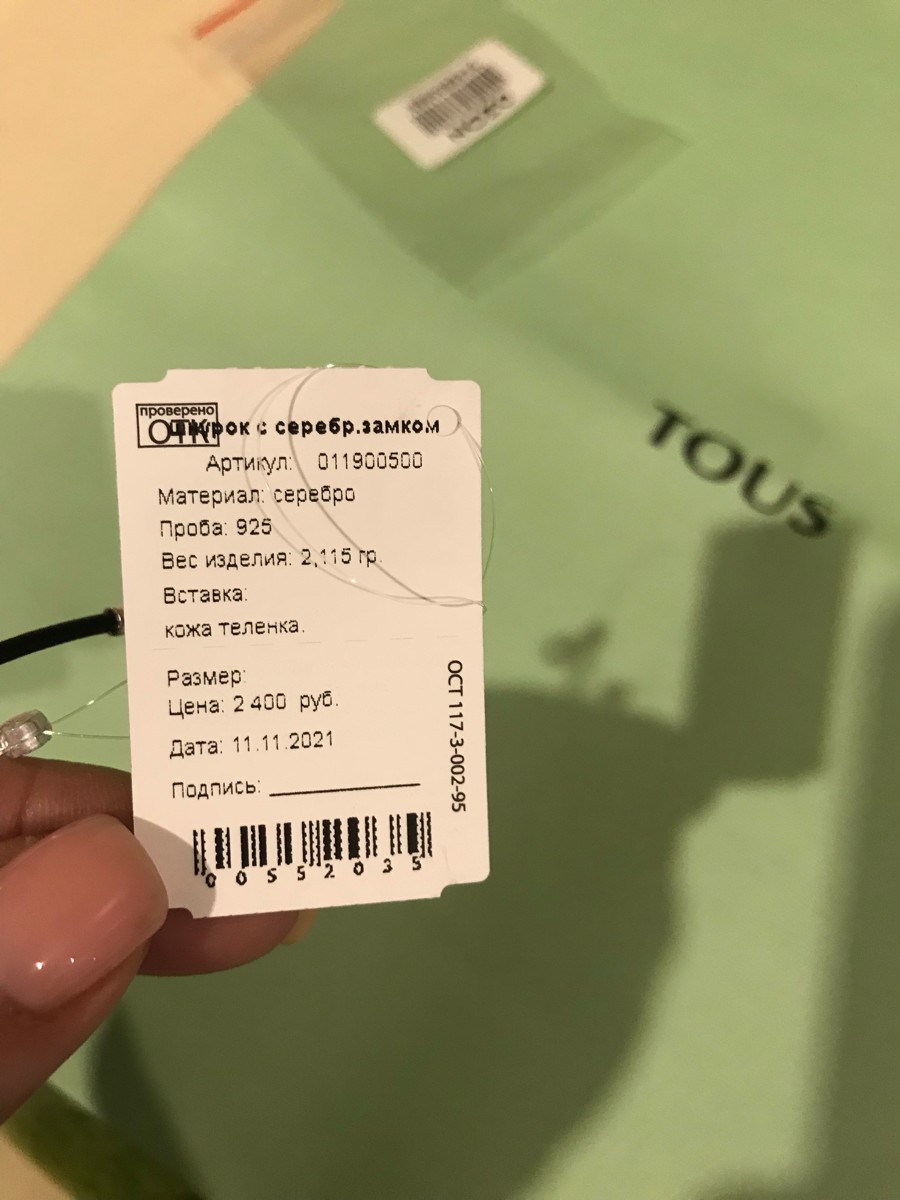 TOUS
проверено
ОТК
Шнурок с серебр.замком
Артикул: 011900500
Материал: серебро
Проба: 925
Вес изделия: 2,115 гр.
Вставка:
кожа теленка.
Размер:
Цена: 2 400 руб.
Дата: 11.11.2021
Подпись:
ОСТ 117-3-002-95
00552035